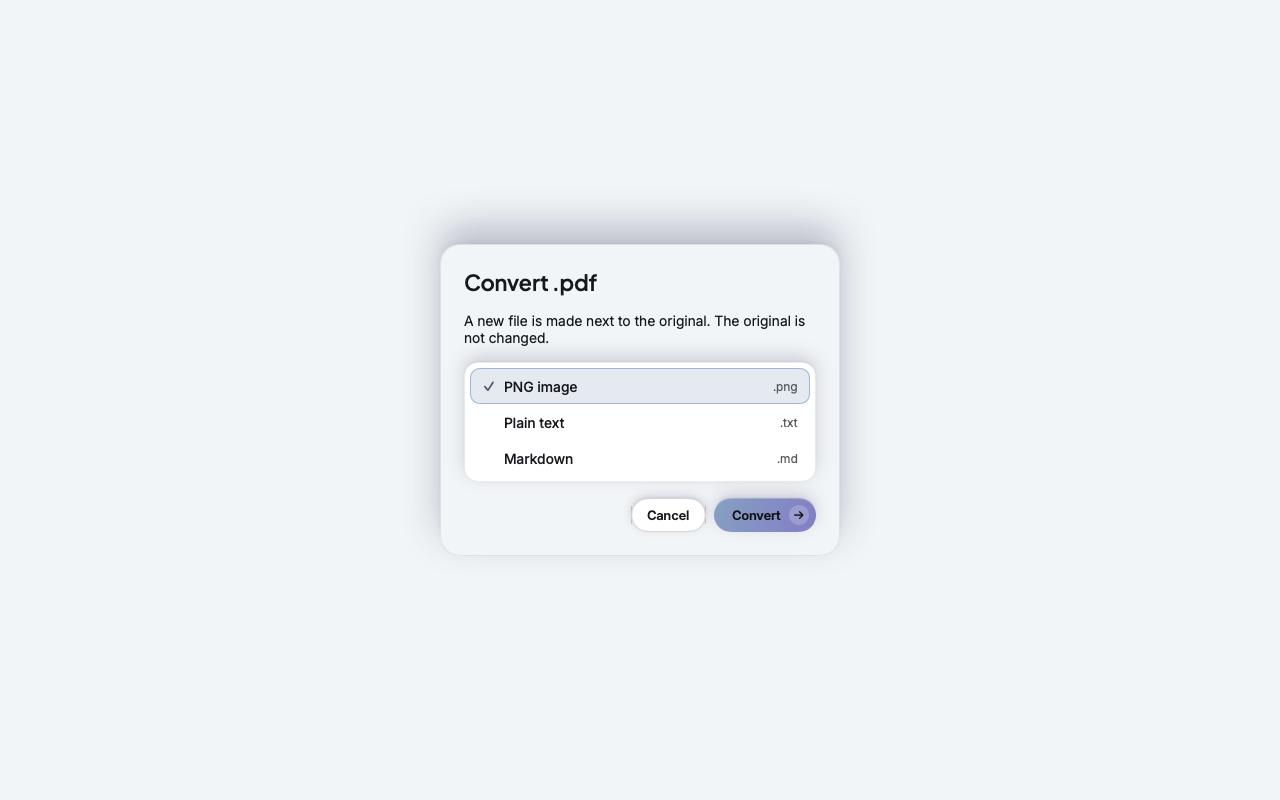 Convert .pdf
A new file is made next to the original. The original is
not changed.
PNG image .png
Plain text .txt
Markdown .md
Cancel Convert